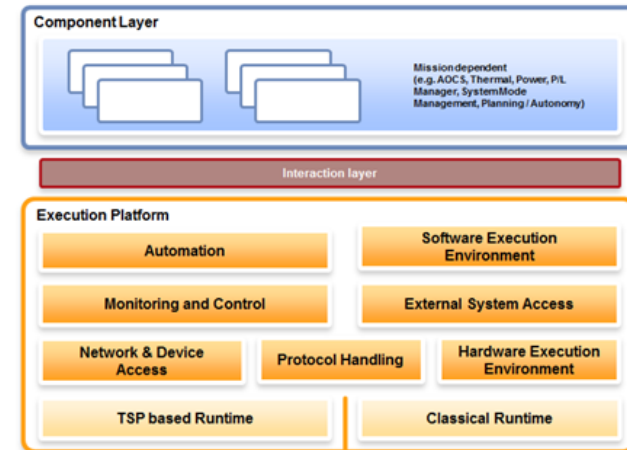 Component Layer
Mission dependent
(e.g. AOCS, Thermal, Power, P/L
Manager, SystemMode
Management, Planning / Autonomy)
Interaction layer
Execution Platform
Automation
Software Execution
Environment
Monitoring and Control
External System Access
Network & Device
Access
Protocol Handling
Hardware Execution
Environment
TSP based Runtime
Classical Runtime